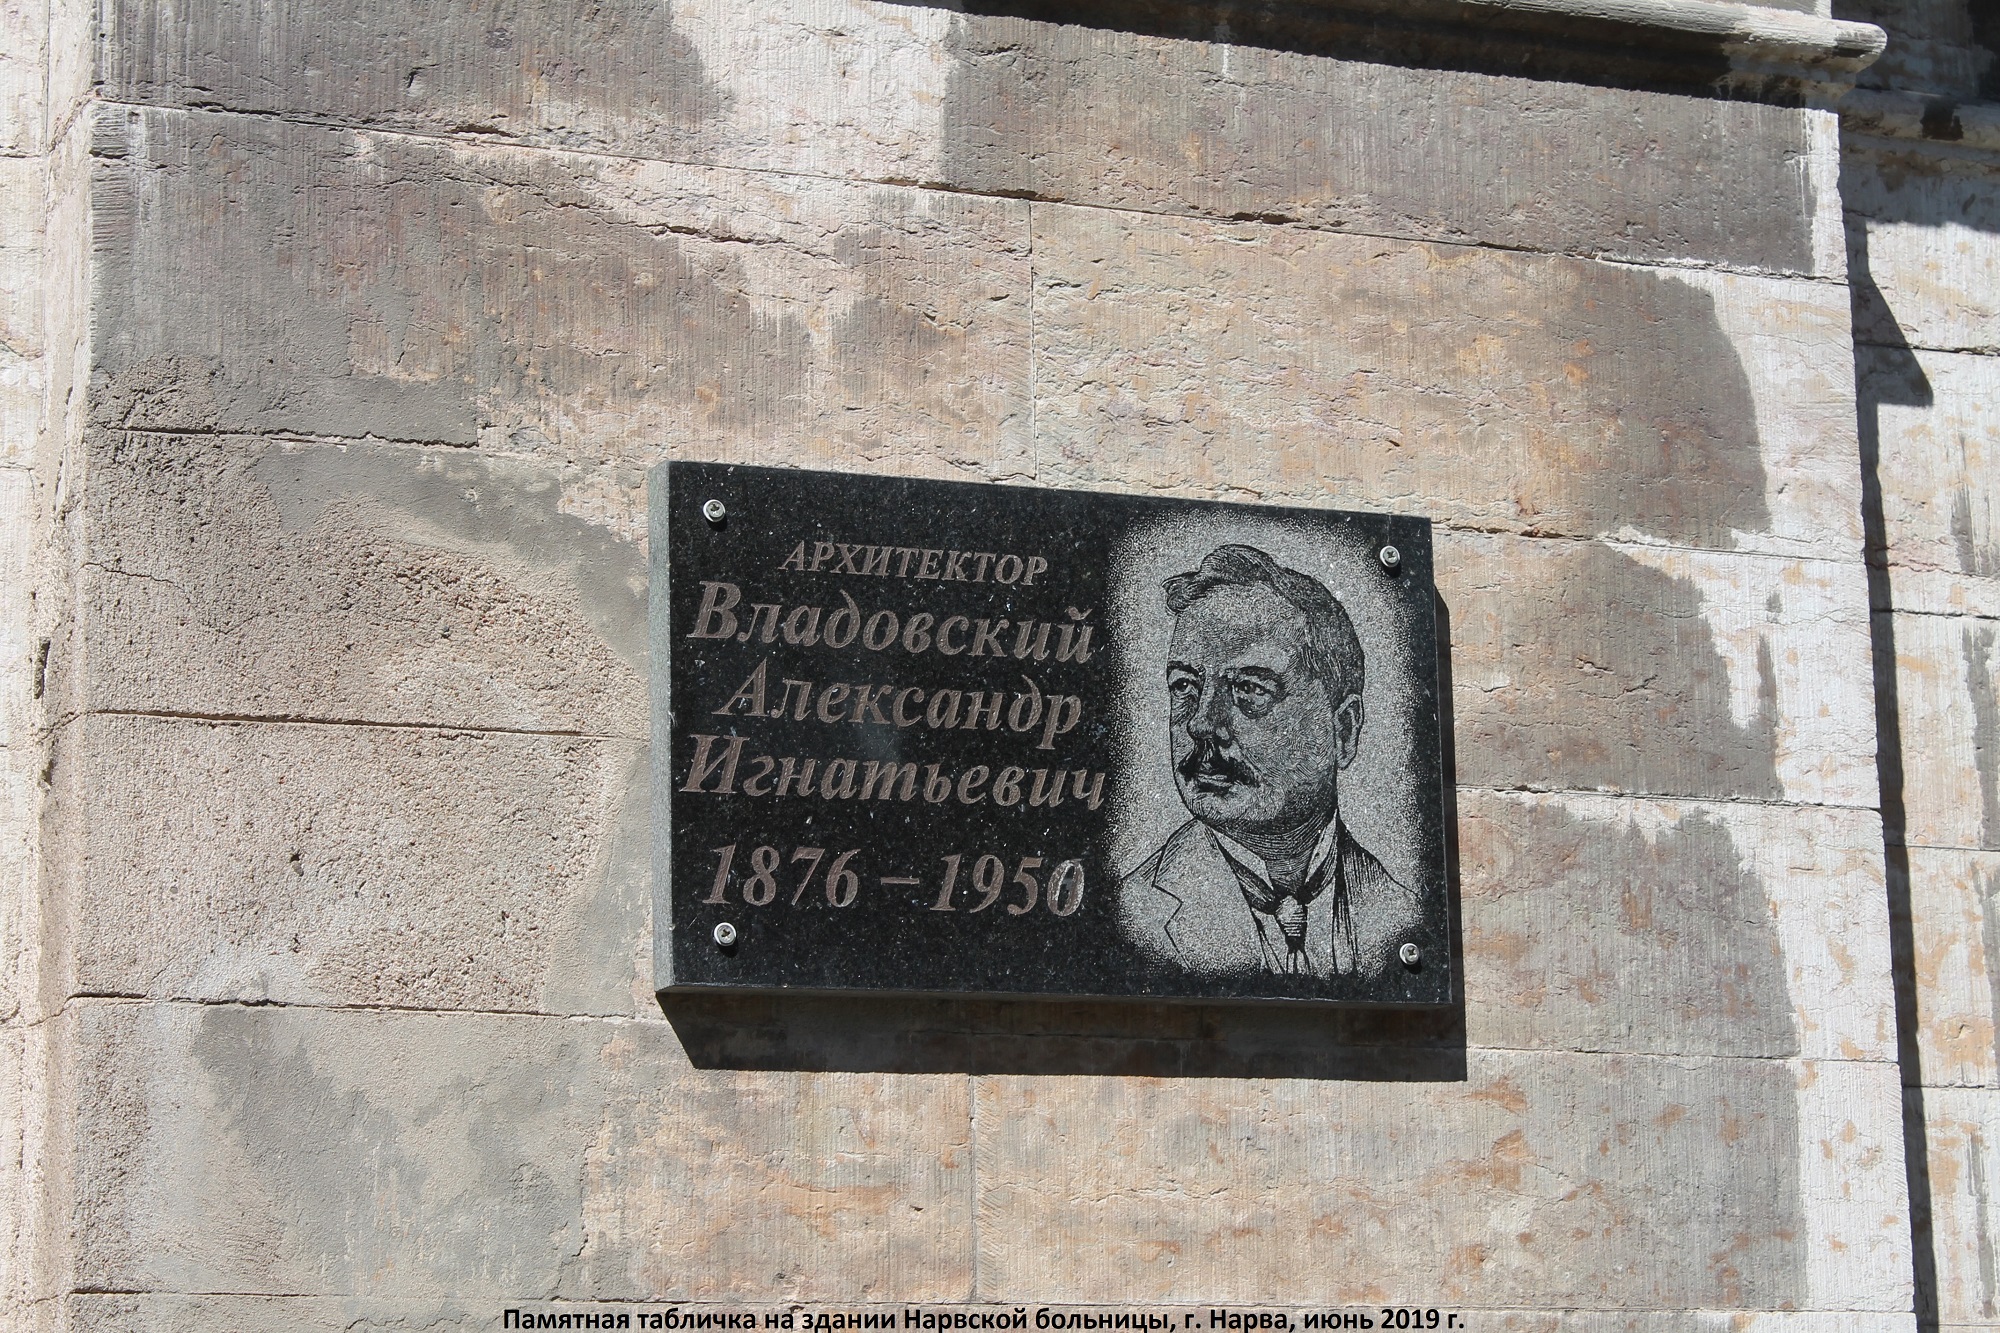 АРХИТЕКТОР
Владовский
Александр
Игнатьевич
1876 – 1950
Памятная табличка на здании Нарвской больницы, г. Нарва, июнь 2019 г.